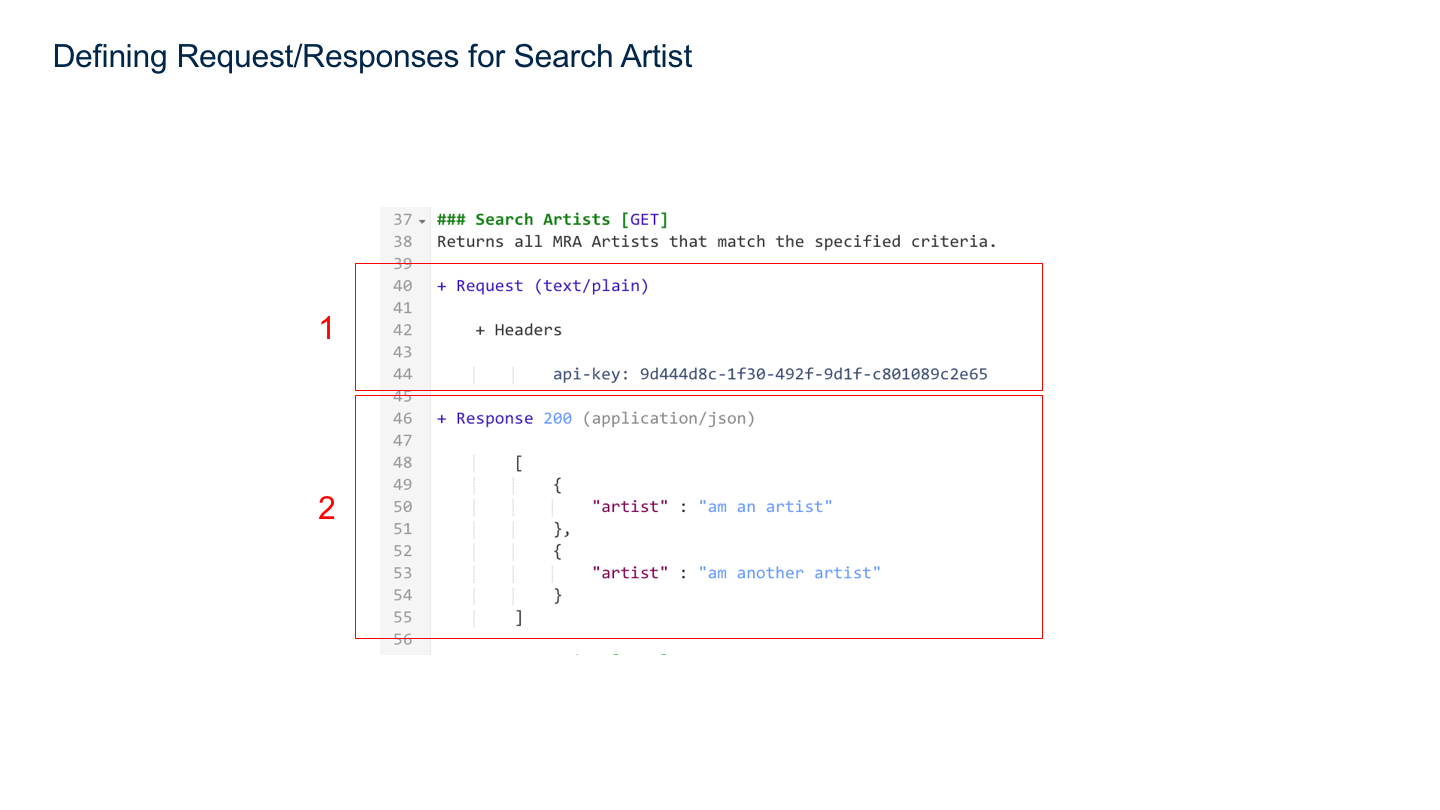 Defining Request/Responses for Search Artist
37 ### Search Artists [GET]
38 Returns all MRA Artists that match the specified criteria.
39
40 + Request (text/plain)
41
1
42 + Headers
43
44 api-key: 9d444d8c-1f30-492f-9d1f-c801089c2e65
45
46 + Response 200 (application/json)
47
48 [
49 {
2
50 "artist" : "am an artist"
51 },
52 {
53 "artist" : "am another artist"
54 }
55 ]
56